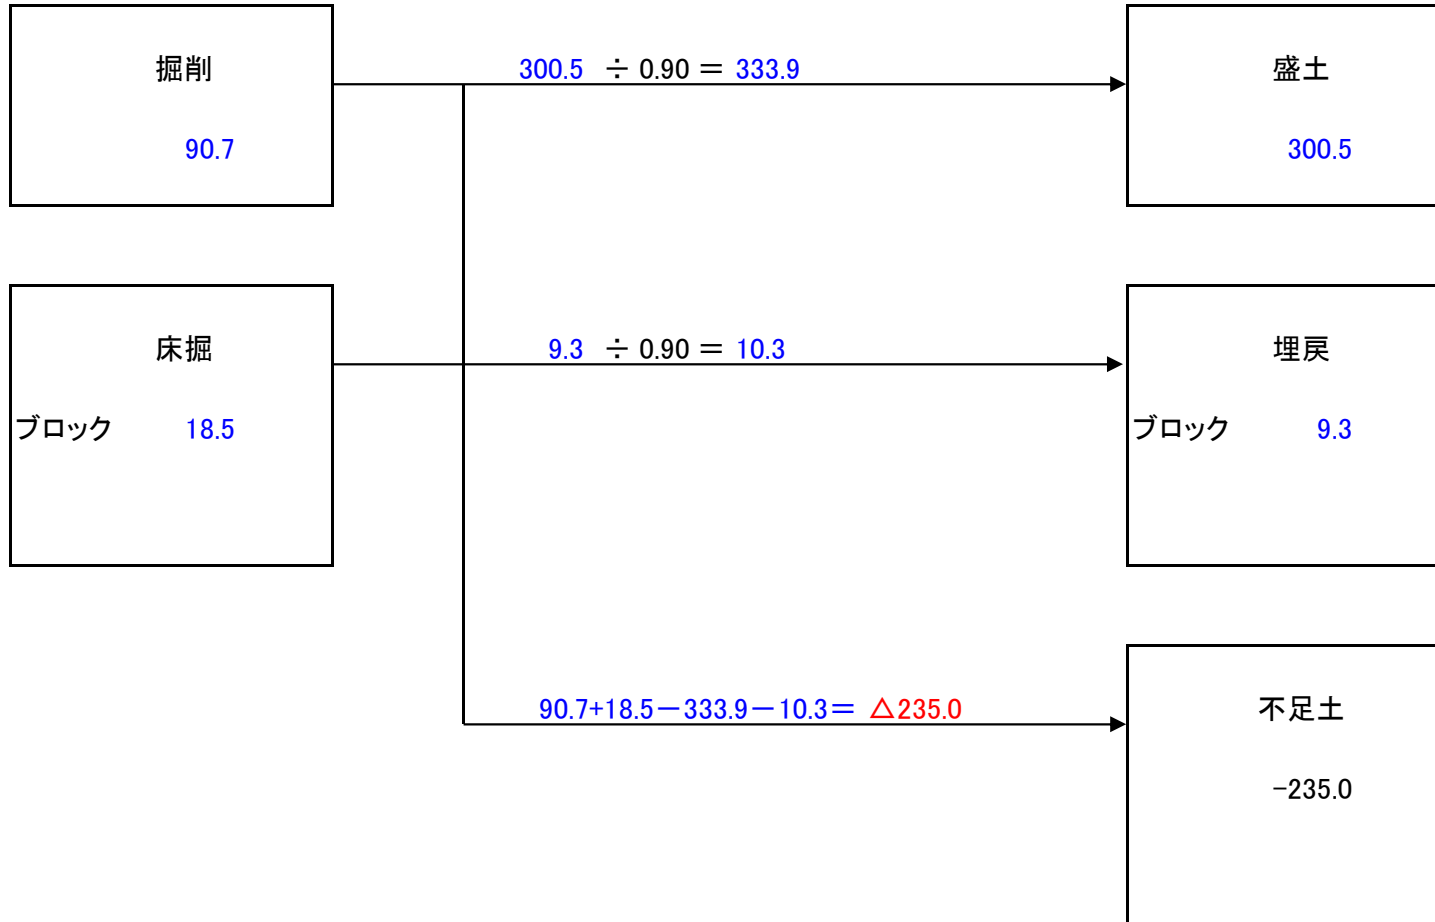 掘削
300.5 ÷ 0.90 ＝ 333.9
盛土
90.7
300.5
床掘
9.3 ÷ 0.90 ＝ 10.3
埋戻
ブロック 18.5
ブロック 9.3
90.7+18.5－333.9－10.3＝ △235.0
不足土
-235.0